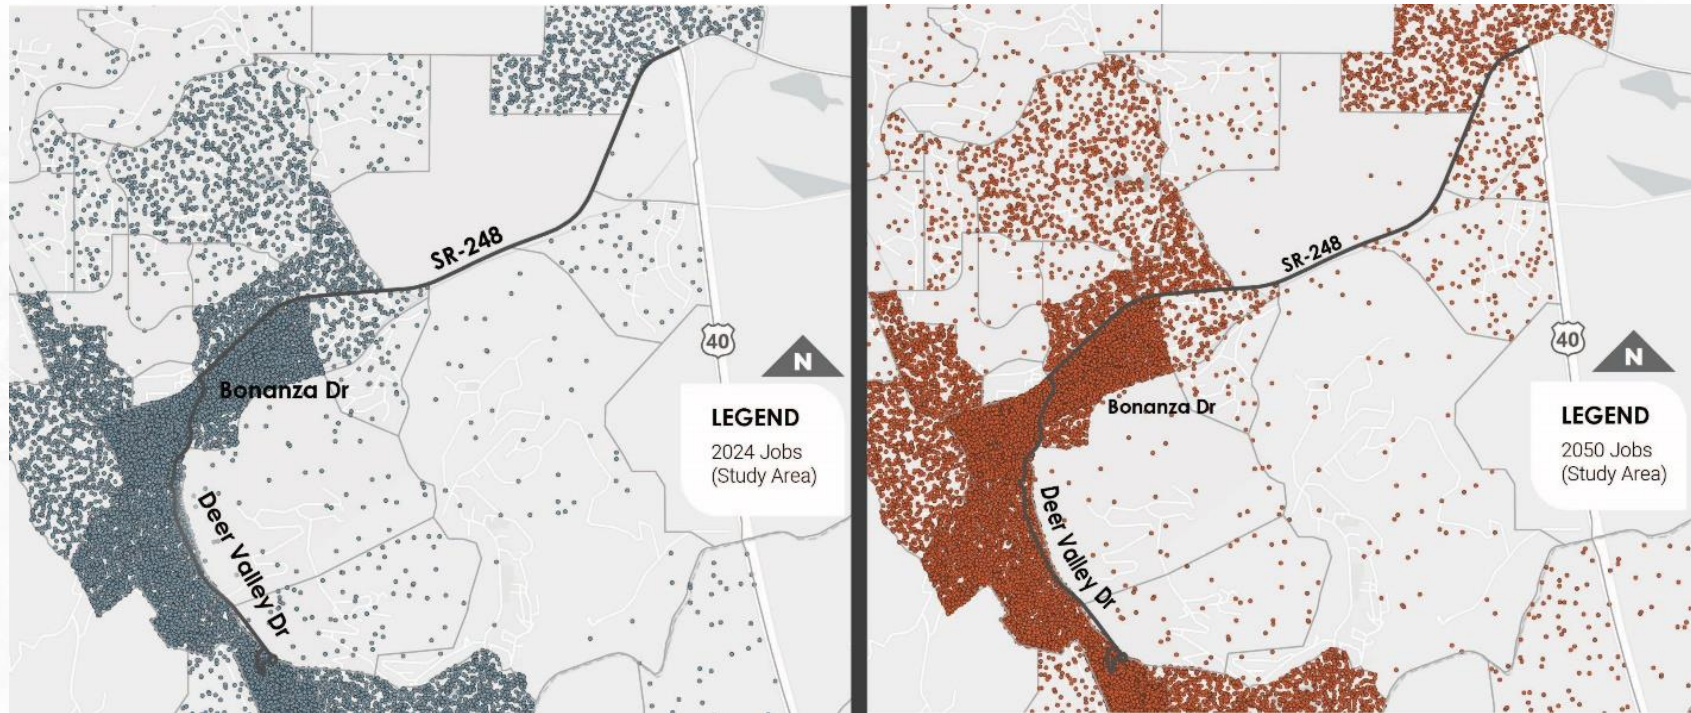 SR-248
40
N
Bonanza Dr
LEGEND
2024 Jobs
(Study Area)
Deer Valley Dr
SR-248
40
N
Bonanza Dr
LEGEND
2050 Jobs
(Study Area)
Deer Valley Dr